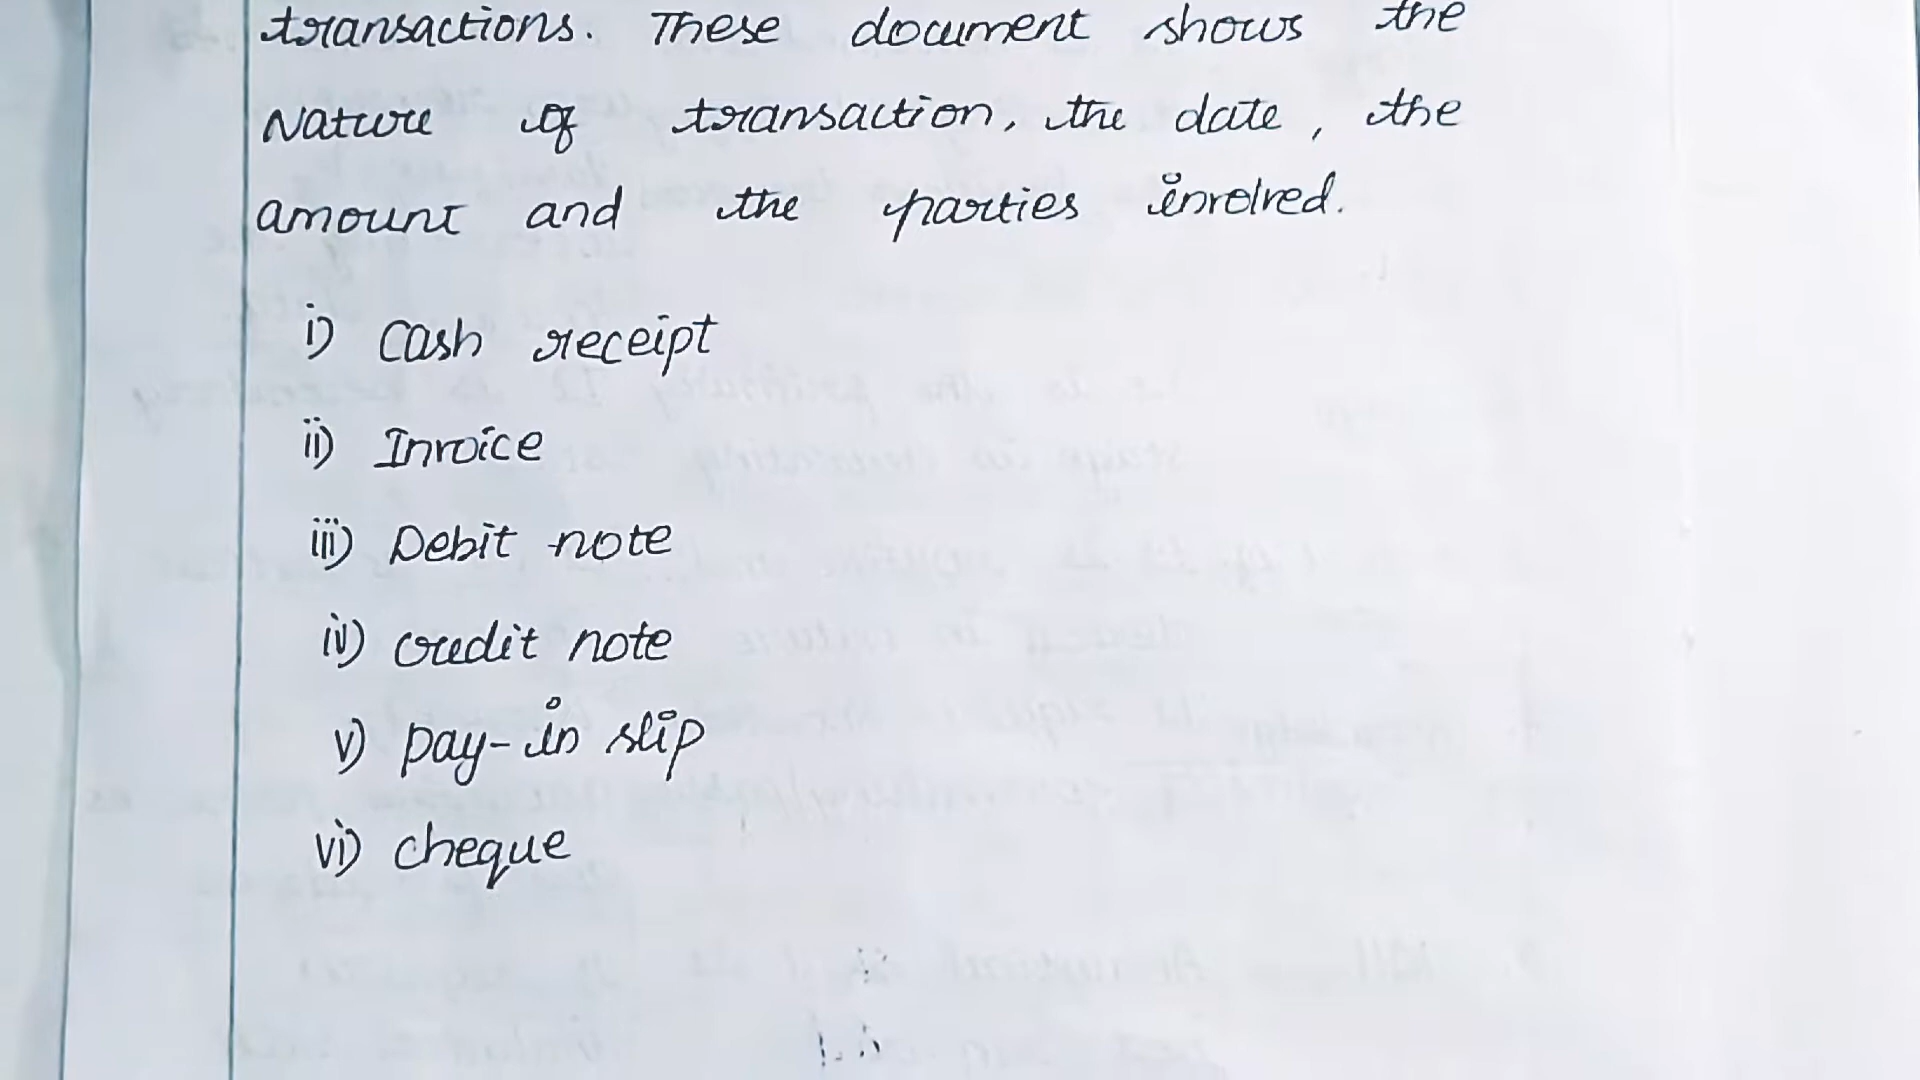 transactions. These document shows the
Nature of transaction, the date, the
amount and the parties involved.
i) Cash receipt
ii) Invoice
iii) Debit note
iv) credit note
v) pay-in slip
vi) cheque